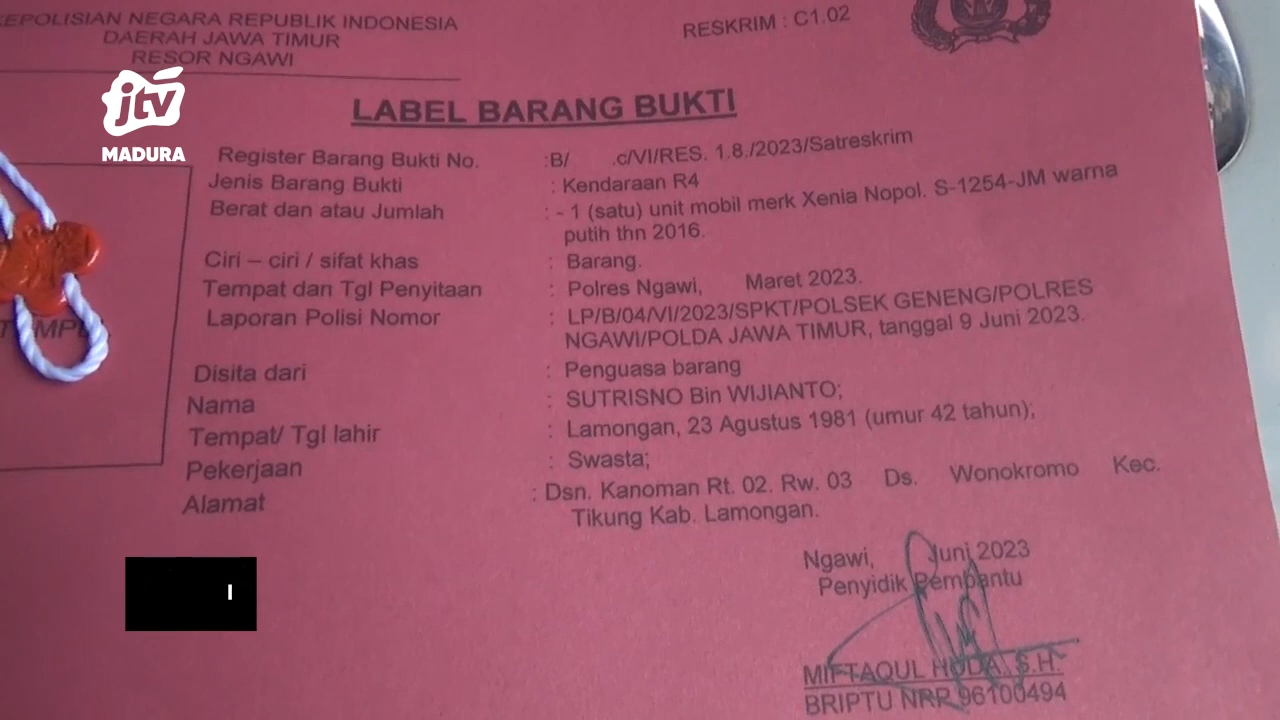 KEPOLISIAN NEGARA REPUBLIK INDONESIA
DAERAH JAWA TIMUR
RESOR NGAWI
RESKRIM : C1.02
jtv
MADURA
LABEL BARANG BUKTI
Register Barang Bukti No. :B/ .c/VI/RES. 1.8./2023/Satreskrim
Jenis Barang Bukti : Kendaraan R4
Berat dan atau Jumlah : - 1 (satu) unit mobil merk Xenia Nopol. S-1254-JM warna
putih thn 2016.
Ciri – ciri / sifat khas : Barang.
Tempat dan Tgl Penyitaan : Polres Ngawi, Maret 2023.
Laporan Polisi Nomor : LP/B/04/VI/2023/SPKT/POLSEK GENENG/POLRES
NGAWI/POLDA JAWA TIMUR, tanggal 9 Juni 2023.
Disita dari : Penguasa barang
Nama : SUTRISNO Bin WIJIANTO;
Tempat/ Tgl lahir : Lamongan, 23 Agustus 1981 (umur 42 tahun);
Pekerjaan : Swasta;
Alamat : Dsn. Kanoman Rt. 02. Rw. 03 Ds. Wonokromo Kec.
Tikung Kab. Lamongan.
Ngawi, Juni 2023
Penyidik Pembantu
MIFTAQUL HODA, S.H.
BRIPTU NRP 96100494